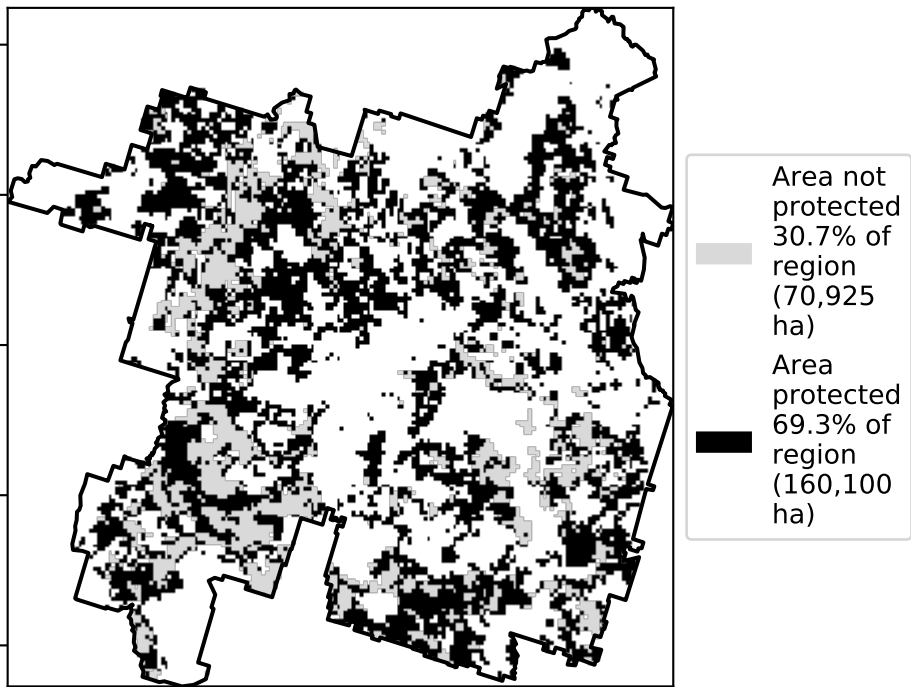 Area not
protected
30.7% of
region
(70,925
ha)
Area
protected
69.3% of
region
(160,100
ha)